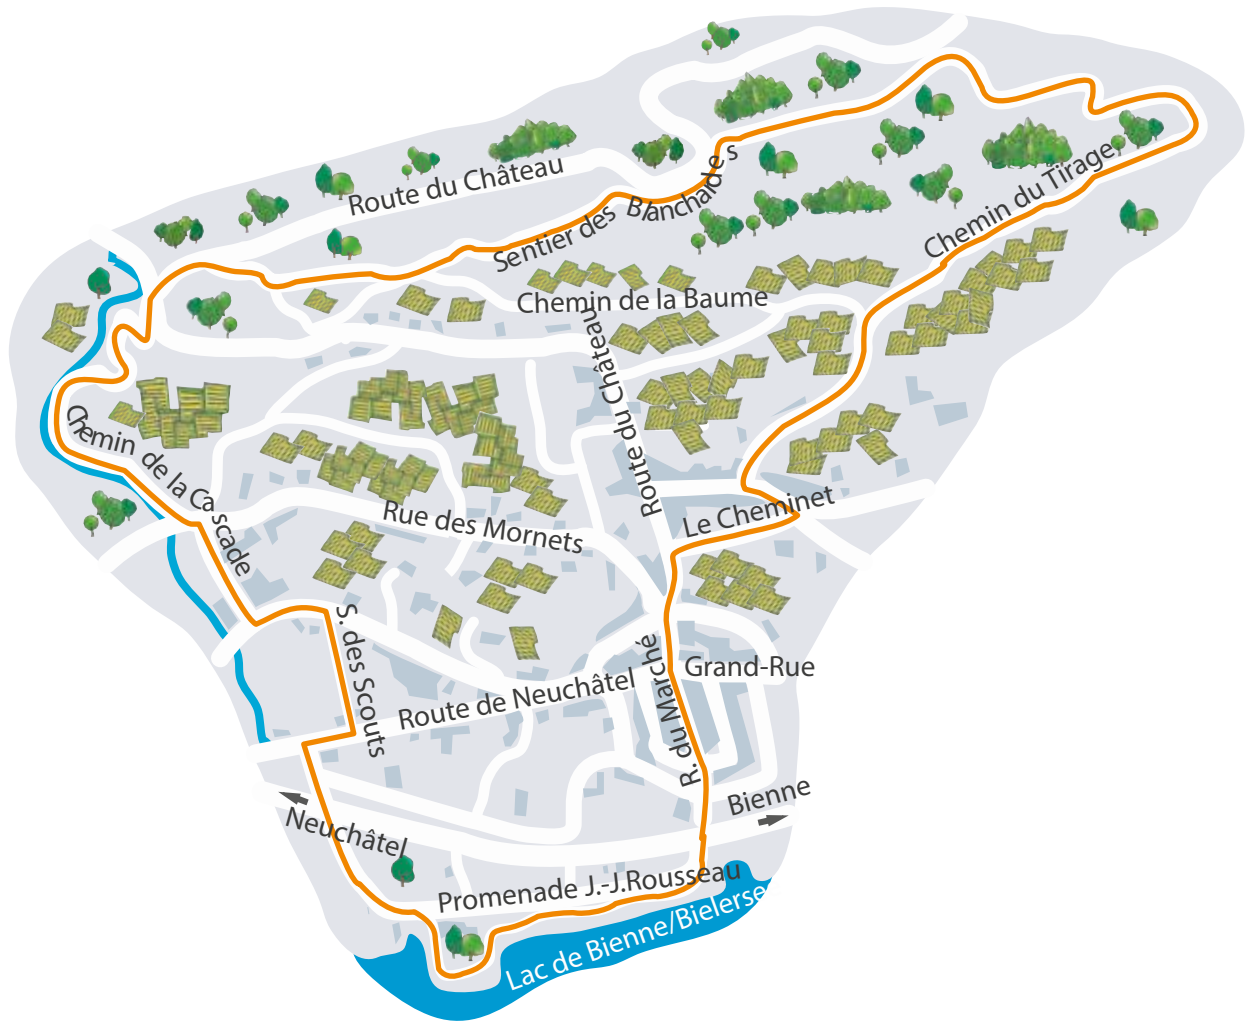 Route du Château
Sentier des Blanchardes
Chemin du Tirage
Chemin de la Baume
Route du Château
Chemin de la Cascade
Rue des Mornets
Le Cheminet
S. des Scouts
Route de Neuchâtel
R. du Marché
Grand-Rue
Bienne
Neuchâtel
Promenade J.-J.Rousseau
Lac de Bienne/Bielerse